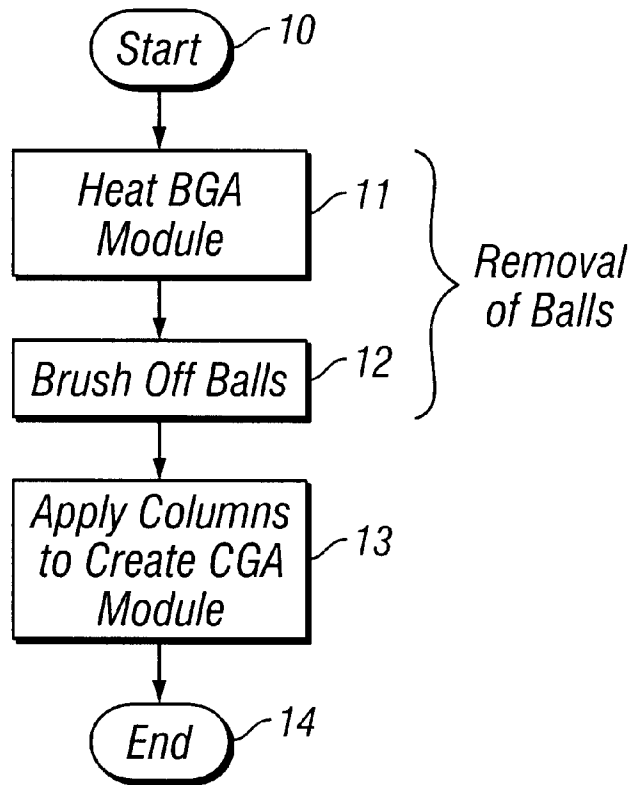 Start
10
Heat BGA
Module
11
Removal
of Balls
Brush Off Balls
12
Apply Columns
to Create CGA
Module
13
End
14